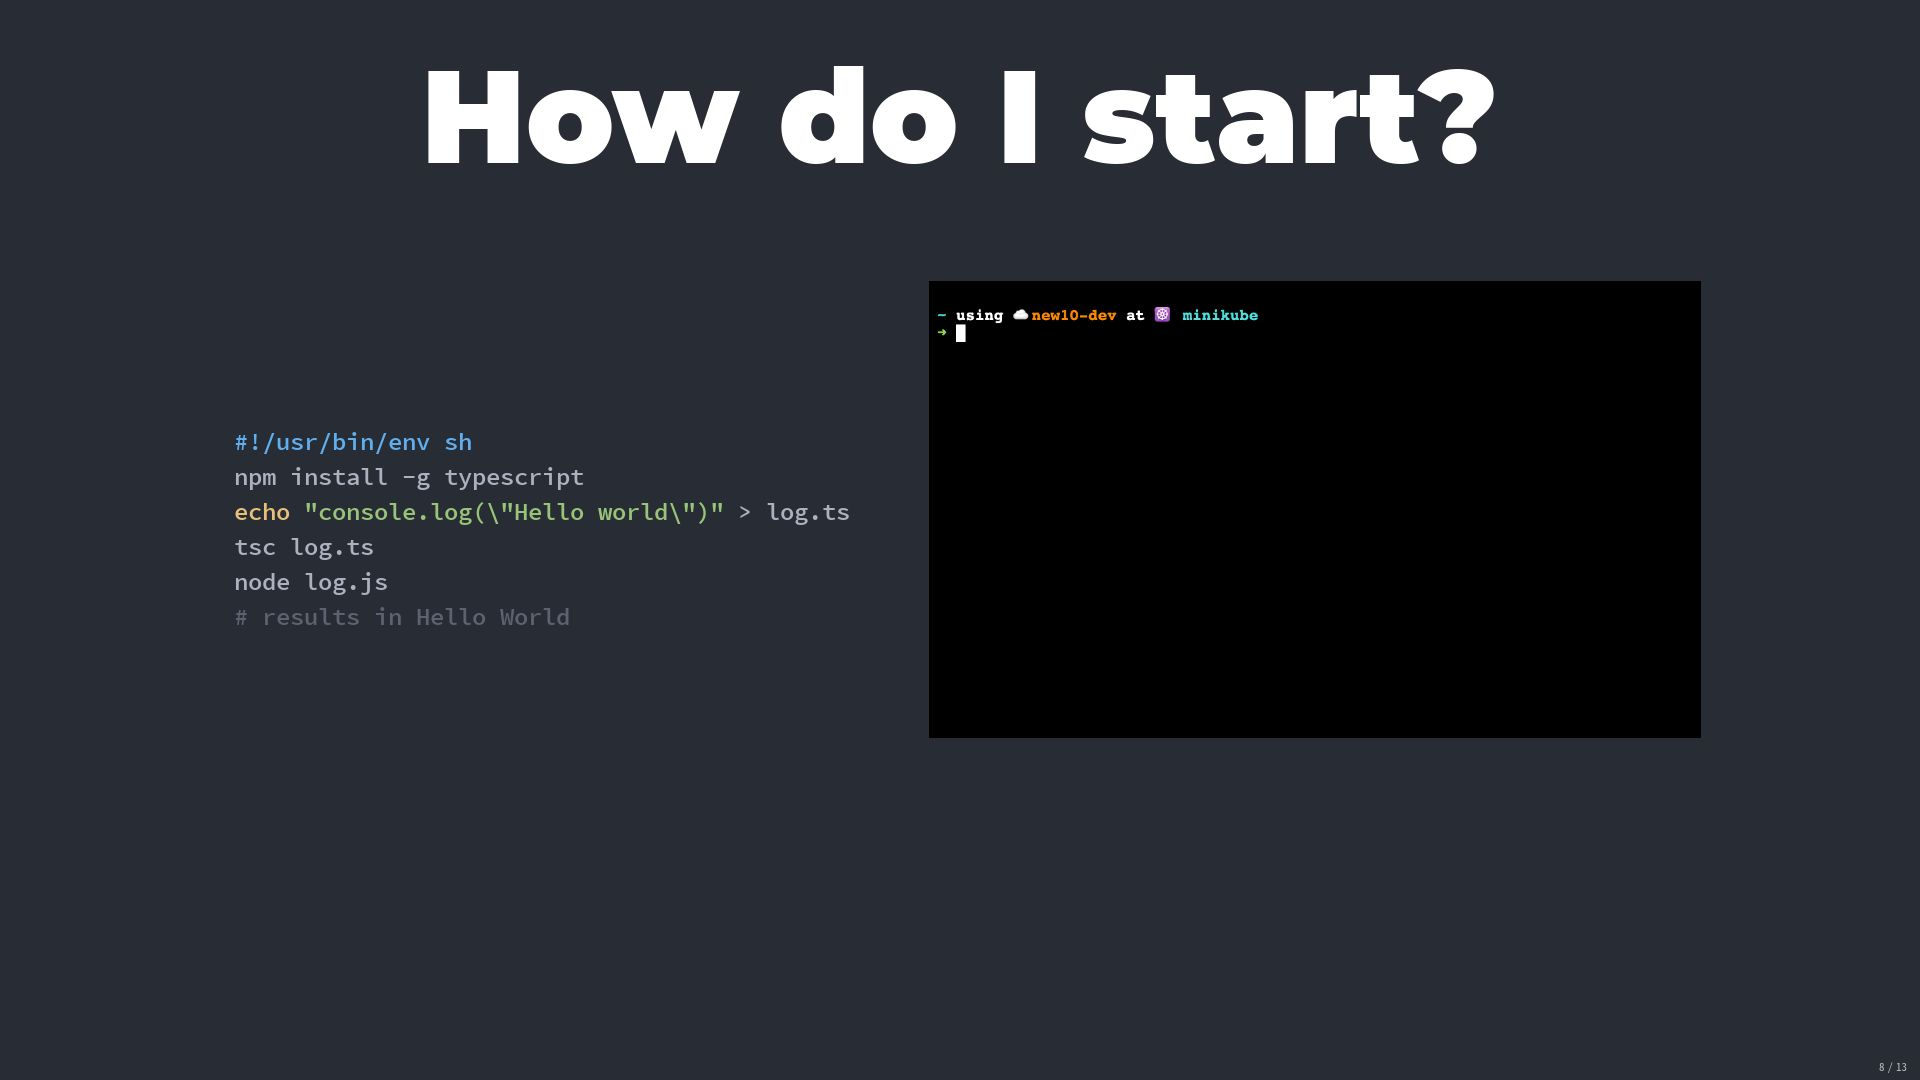 How do I start?
#!/usr/bin/env sh
npm install -g typescript
echo "console.log(\"Hello world\")" > log.ts
tsc log.ts
node log.js
# results in Hello World
~ using ☁️new10-dev at ☸️ minikube
➜
8 / 13